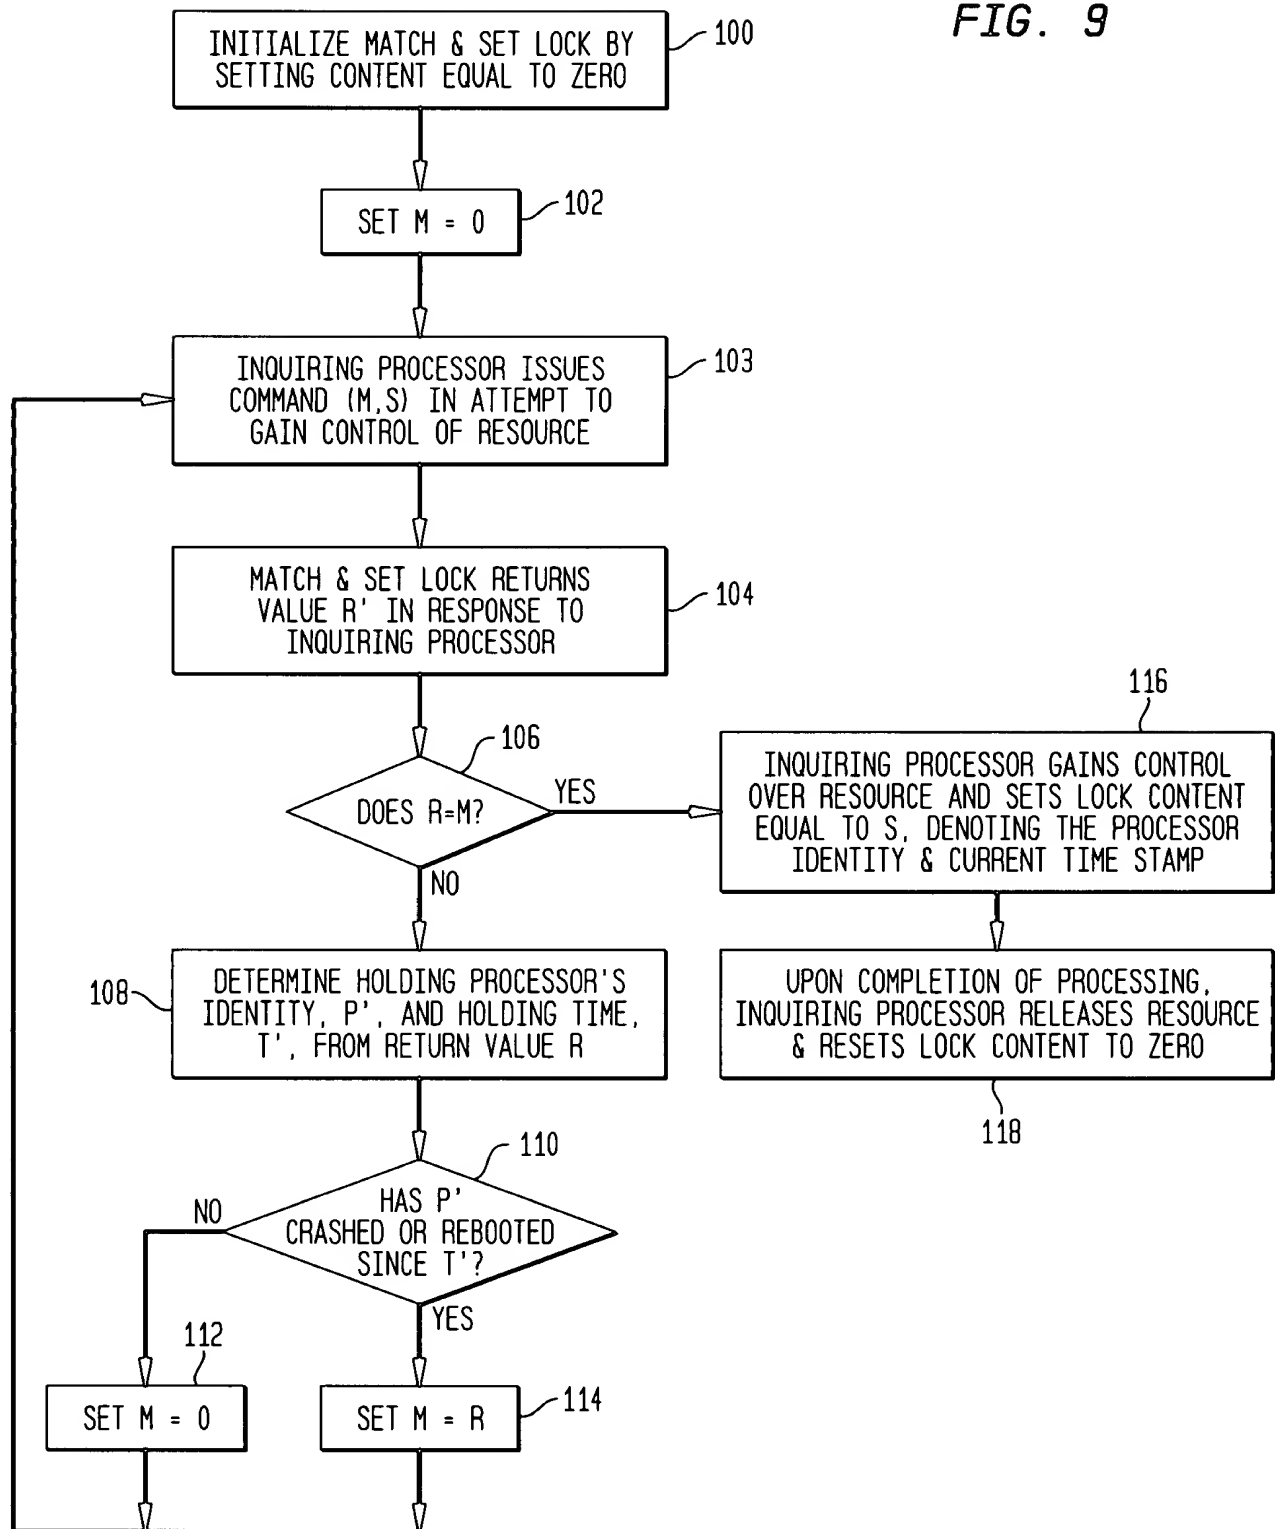 FIG. 9
INITIALIZE MATCH & SET LOCK BY
SETTING CONTENT EQUAL TO ZERO
100
SET M = 0
102
INQUIRING PROCESSOR ISSUES
COMMAND (M,S) IN ATTEMPT TO
GAIN CONTROL OF RESOURCE
103
MATCH & SET LOCK RETURNS
VALUE R' IN RESPONSE TO
INQUIRING PROCESSOR
104
DOES R=M?
106
YES
NO
116
INQUIRING PROCESSOR GAINS CONTROL
OVER RESOURCE AND SETS LOCK CONTENT
EQUAL TO S, DENOTING THE PROCESSOR
IDENTITY & CURRENT TIME STAMP
108
DETERMINE HOLDING PROCESSOR'S
IDENTITY, P', AND HOLDING TIME,
T', FROM RETURN VALUE R
UPON COMPLETION OF PROCESSING,
INQUIRING PROCESSOR RELEASES RESOURCE
& RESETS LOCK CONTENT TO ZERO
118
110
HAS P'
CRASHED OR REBOOTED
SINCE T'?
NO
YES
112
SET M = 0
SET M = R
114